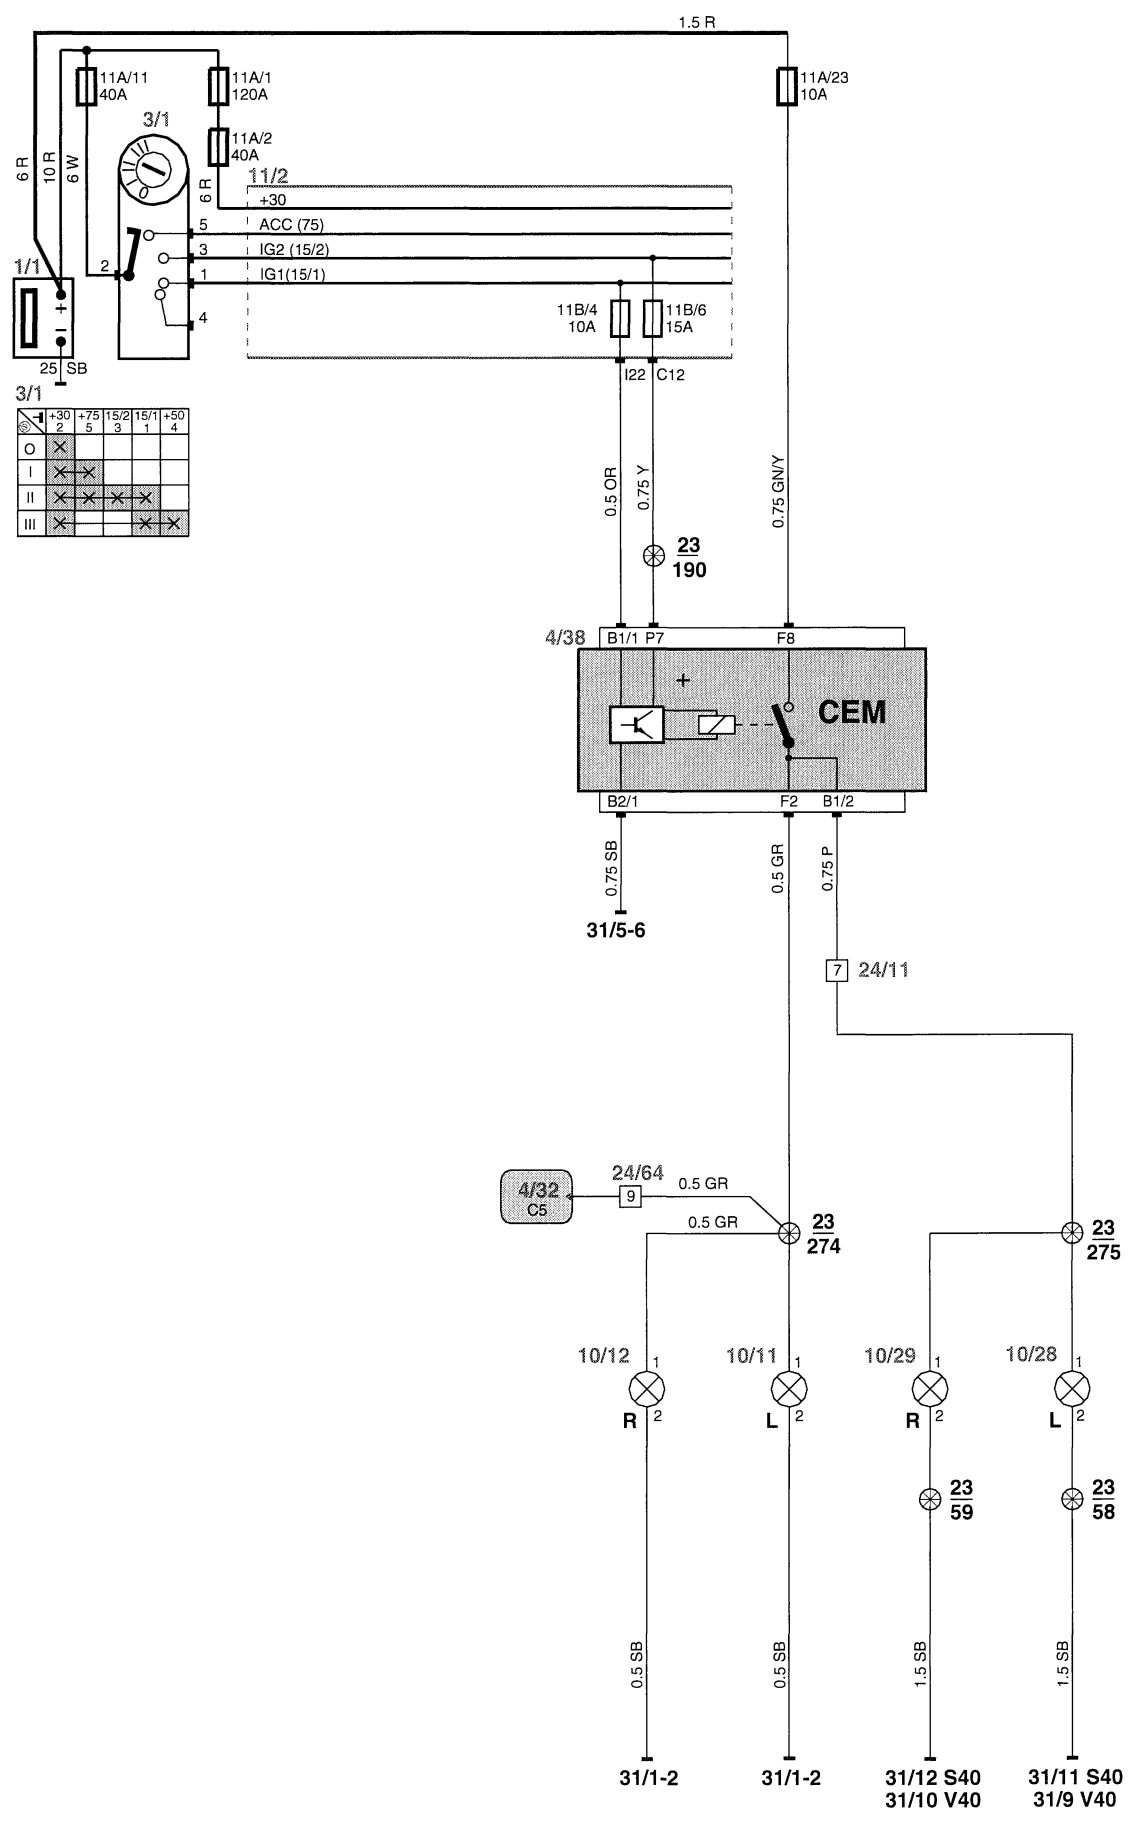 1.5 R
11A/11
40A
11A/1
120A
11A/23
10A
3/1
11A/2
40A
6 R
10 R
6 W
6 R
11/2
+30
5
ACC (75)
3
IG2 (15/2)
1
IG1(15/1)
2
4
1/1
+
–
25
SB
11B/4
10A
11B/6
15A
I22
C12
3/1
+30 +75 15/2 15/1 +50
2 5 3 1 4
O
I
II
III
0.5 OR
0.75 Y
0.75 GN/Y
23
190
4/38
B1/1
P7
F8
+
CEM
B2/1
F2
B1/2
0.75 SB
0.5 GR
0.75 P
31/5-6
7
24/11
24/64
4/32
C5
9
0.5 GR
0.5 GR
23
274
23
275
10/12
1
R
2
10/11
1
L
2
10/29
1
R
2
10/28
1
L
2
23
59
23
58
0.5 SB
0.5 SB
1.5 SB
1.5 SB
31/1-2
31/1-2
31/12 S40
31/10 V40
31/11 S40
31/9 V40